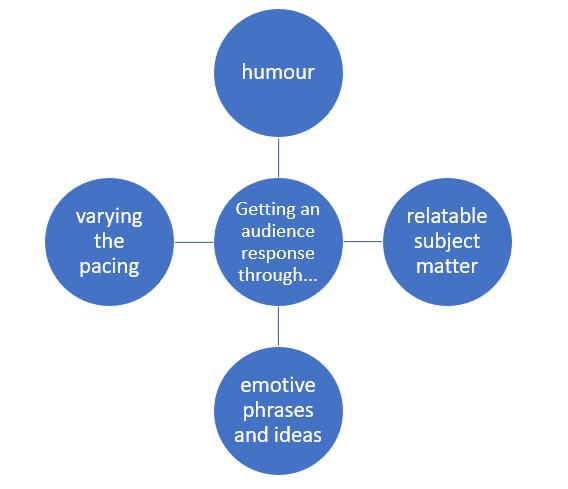 humour
varying
the
pacing
Getting an
audience
response
through...
relatable
subject
matter
emotive
phrases
and ideas